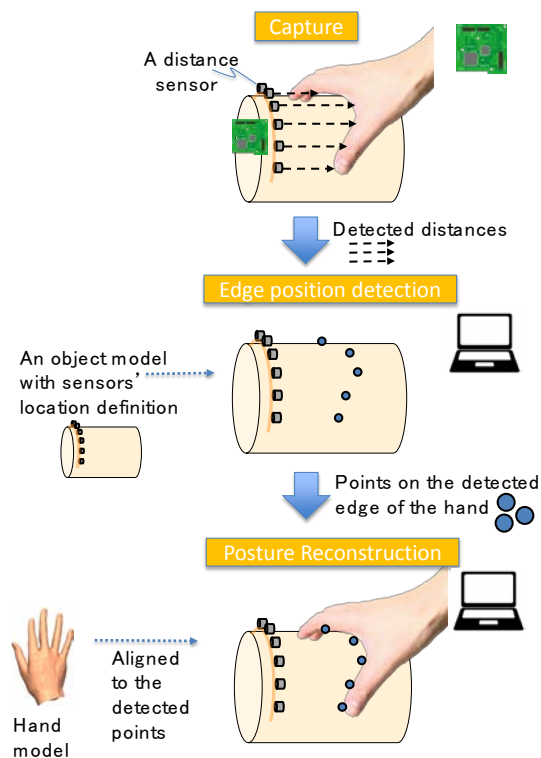 Capture
A distance
sensor
Detected distances
Edge position detection
An object model
with sensors’
location definition
Points on the detected
edge of the hand
Posture Reconstruction
Aligned
to the
detected
points
Hand
model